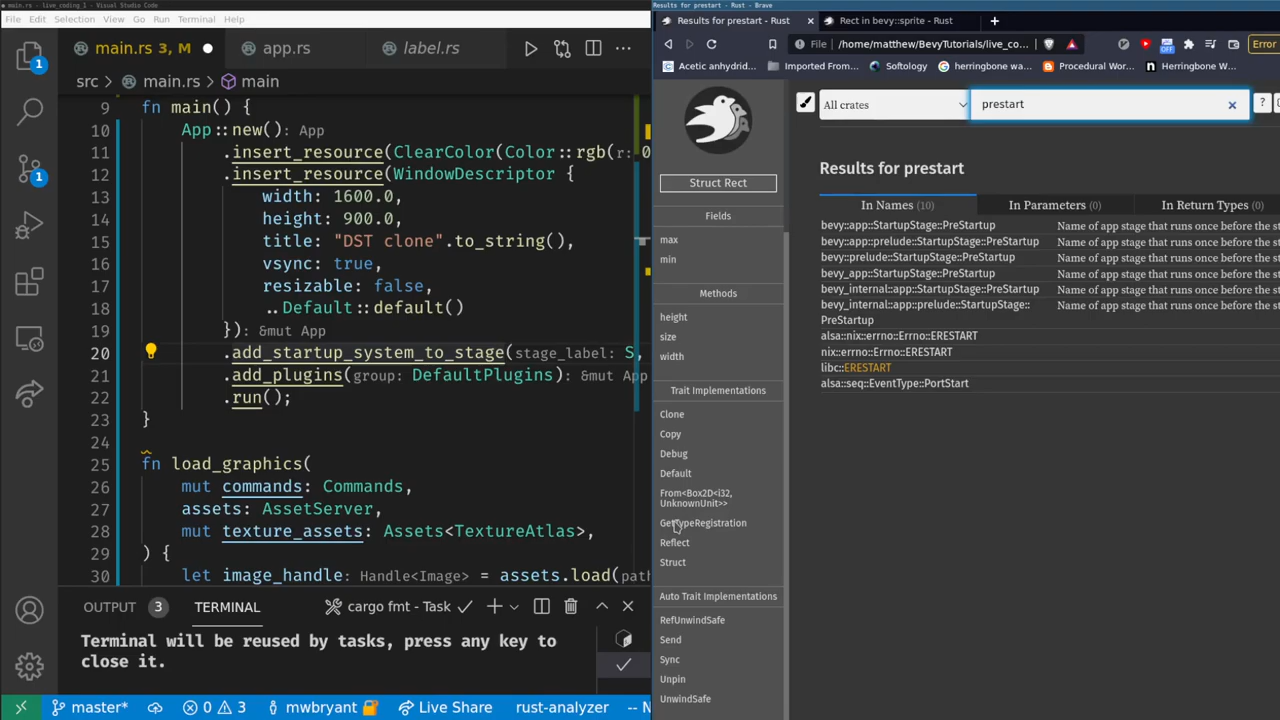 main.rs - live_coding_1 - Visual Studio Code
File Edit Selection View Go Run Terminal Help
main.rs 3, M
app.rs
label.rs
src > main.rs > main
9 fn main() {
10 App::new(): App
11 .insert_resource(ClearColor(Color::rgb(r: 0
12 .insert_resource(WindowDescriptor {
13 width: 1600.0,
14 height: 900.0,
15 title: "DST clone".to_string(),
16 vsync: true,
17 resizable: false,
18 ..Default::default()
19 }): &mut App
20 .add_startup_system_to_stage(stage_label: S,
21 .add_plugins(group: DefaultPlugins): &mut App
22 .run();
23 }
24
25 fn load_graphics(
26 mut commands: Commands,
27 assets: AssetServer,
28 mut texture_assets: Assets<TextureAtlas>,
29 ) {
30 let image_handle: Handle<Image> = assets.load(path
OUTPUT 3 TERMINAL cargo fmt - Task
Terminal will be reused by tasks, press any key to
close it.
master* 0 3 mwbryant Live Share rust-analyzer -- N
Results for prestart - Rust - Brave
Results for prestart - Rust
Rect in bevy::sprite - Rust
File /home/matthew/BevyTutorials/live_co... OFF Error
Acetic anhydrid... Imported From... Softology herringbone wa... Procedural Wor... Herringbone Wa...
Struct Rect
Fields
max
min
Methods
height
size
width
Trait Implementations
Clone
Copy
Debug
Default
From<Box2D<i32,
UnknownUnit>>
GetTypeRegistration
Reflect
Struct
Auto Trait Implementations
RefUnwindSafe
Send
Sync
Unpin
UnwindSafe
All crates prestart ?
Results for prestart
In Names (10) In Parameters (0) In Return Types (0)
bevy::app::StartupStage::PreStartup Name of app stage that runs once before the st
bevy::app::prelude::StartupStage::PreStartup Name of app stage that runs once before the st
bevy::prelude::StartupStage::PreStartup Name of app stage that runs once before the st
bevy_app::StartupStage::PreStartup Name of app stage that runs once before the st
bevy_internal::app::StartupStage::PreStartup Name of app stage that runs once before the st
bevy_internal::app::prelude::StartupStage:: Name of app stage that runs once before the st
PreStartup
alsa::nix::errno::Errno::ERESTART
nix::errno::Errno::ERESTART
libc::ERESTART
alsa::seq::EventType::PortStart